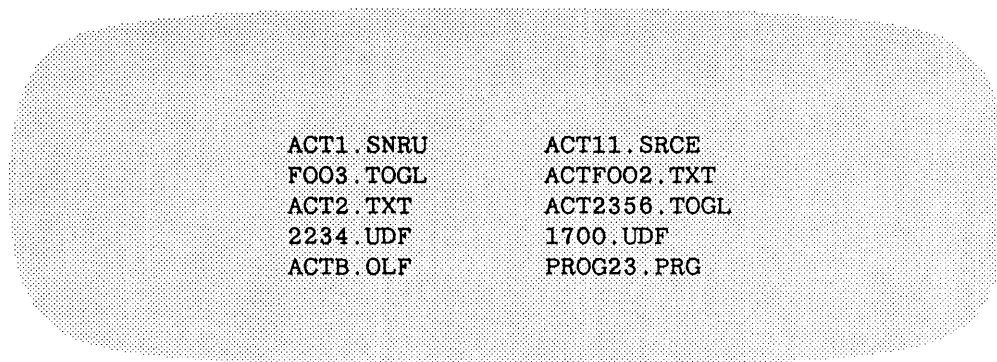 ACT1.SNRU ACT11.SRCE
FOO3.TOGL ACTFOO2.TXT
ACT2.TXT ACT2356.TOGL
2234.UDF 1700.UDF
ACTB.OLF PROG23.PRG